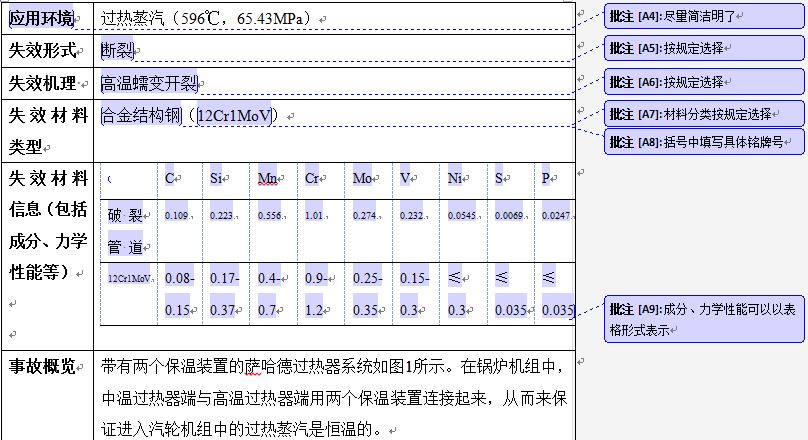 应用环境 过热蒸汽（596℃，65.43MPa）
批注 [A4]: 尽量简洁明了
失效形式 断裂
批注 [A5]: 按规定选择
失效机理 高温蠕变开裂
批注 [A6]: 按规定选择
失效材料 合金结构钢（12Cr1MoV）
类型
批注 [A7]: 材料分类按规定选择
批注 [A8]: 括号中填写具体铭牌号
失效材料
信息（包括
成分、力学
性能等）
C Si Mn Cr Mo V Ni S P
破裂 0.109 0.223 0.556 1.01 0.274 0.232 0.0545 0.0069 0.0247
管道
12Cr1MoV 0.08- 0.17- 0.4- 0.9- 0.25- 0.15- ≤ ≤ ≤
0.15 0.37 0.7 1.2 0.35 0.3 0.3 0.035 0.035
批注 [A9]: 成分、力学性能可以以表
格形式表示
事故概览 带有两个保温装置的萨哈德过热器系统如图1所示。在锅炉机组中，
中温过热器端与高温过热器端用两个保温装置连接起来，从而来保
证进入汽轮机组中的过热蒸汽是恒温的。